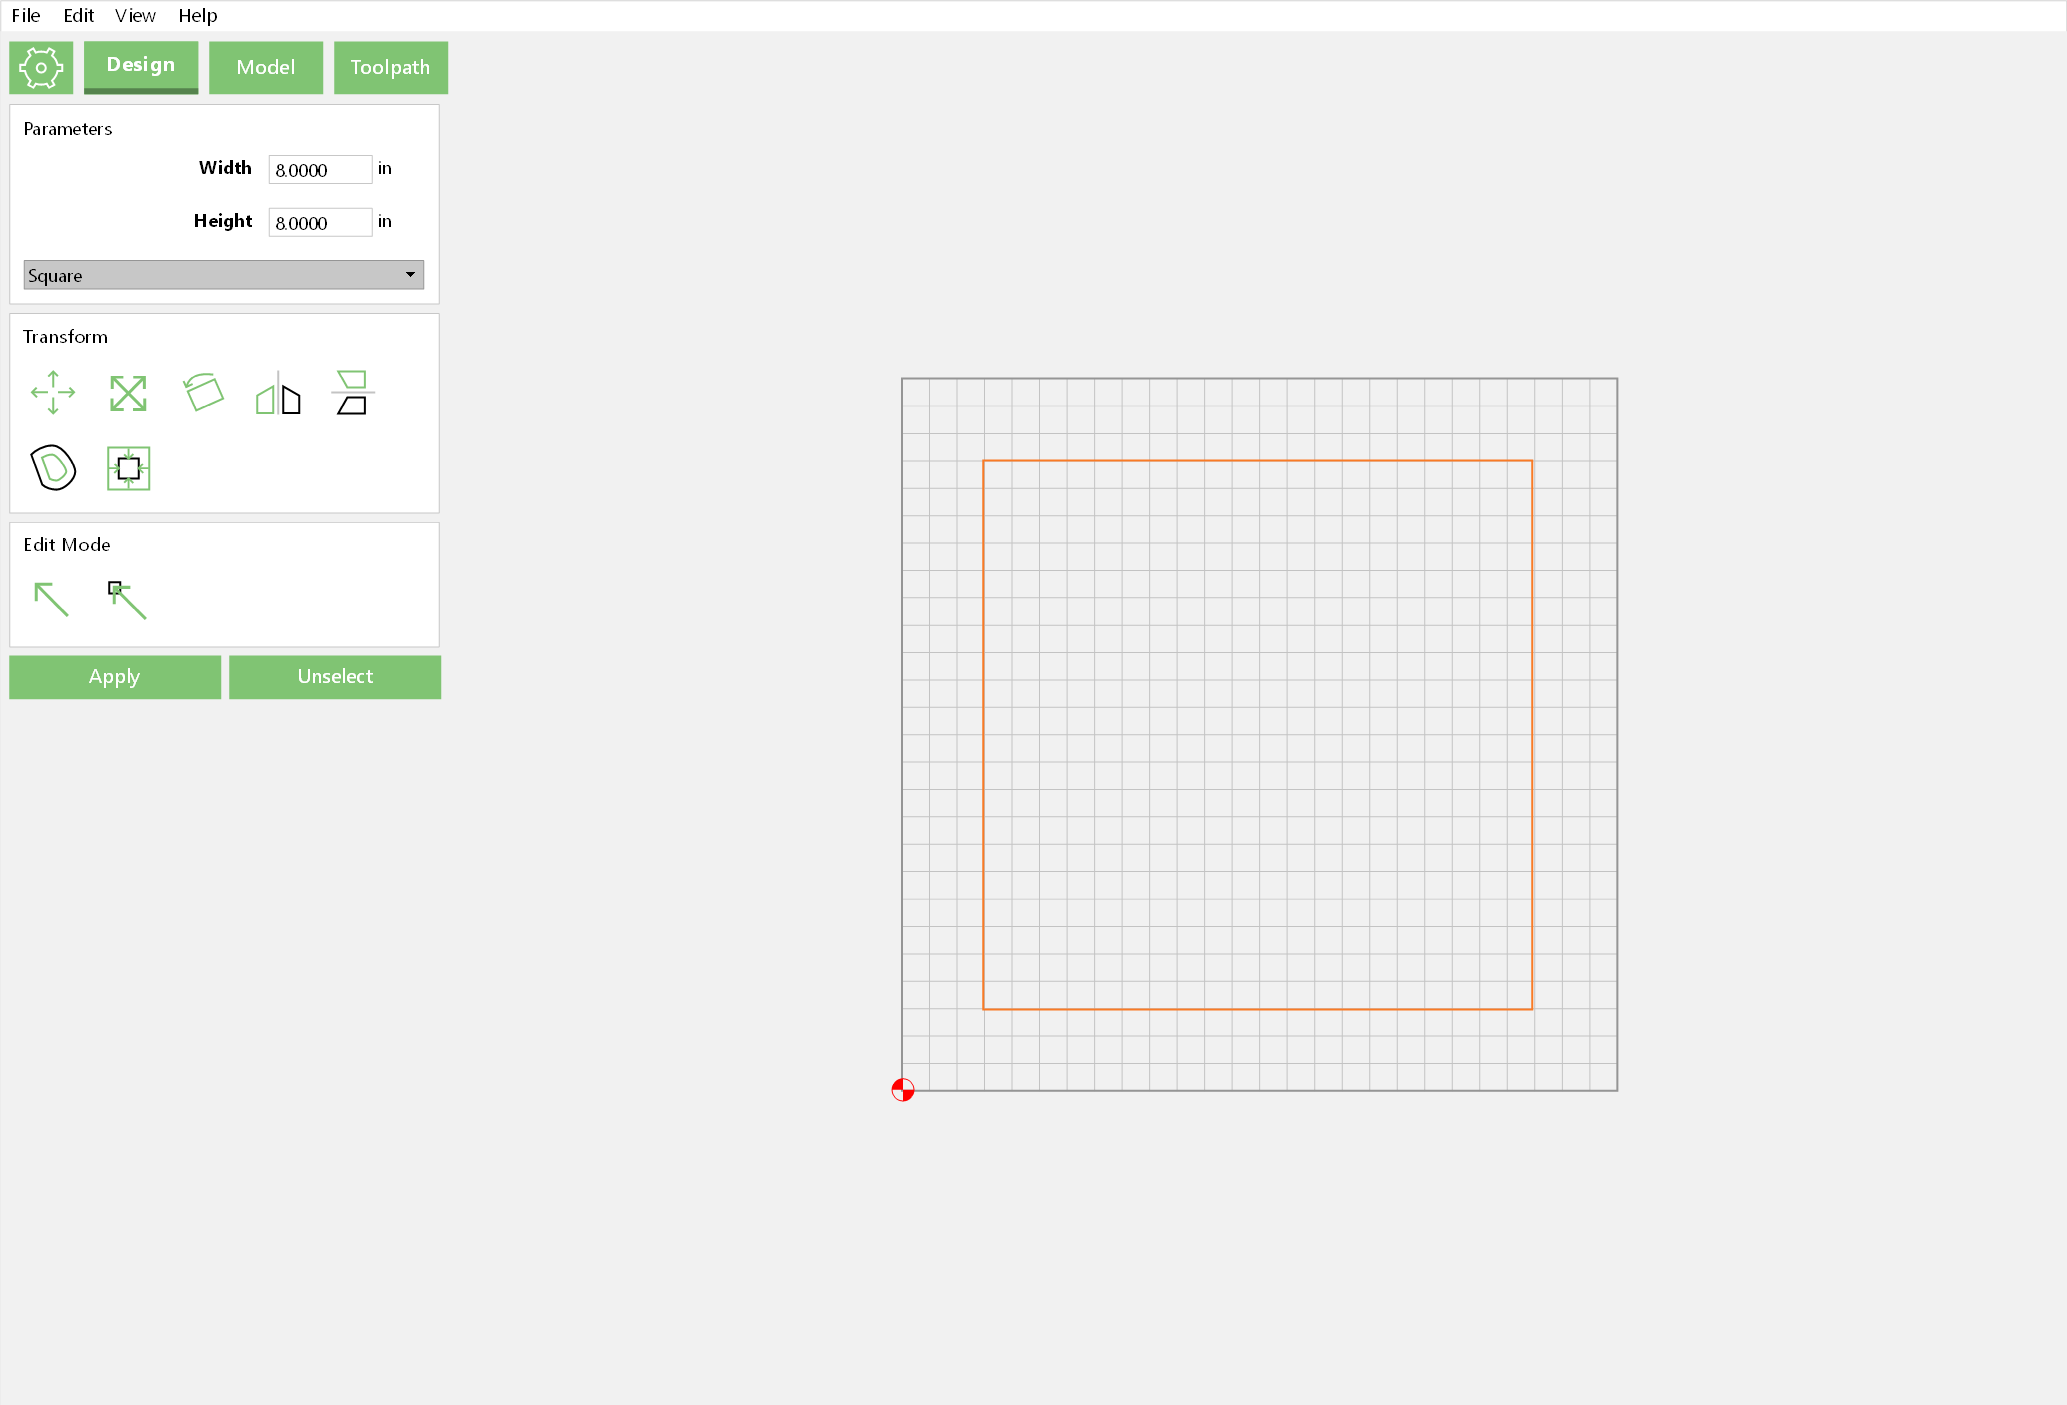 File Edit View Help
Design Model Toolpath
Parameters
Width 8.0000 in
Height 8.0000 in
Square
Transform
Edit Mode
Apply Unselect